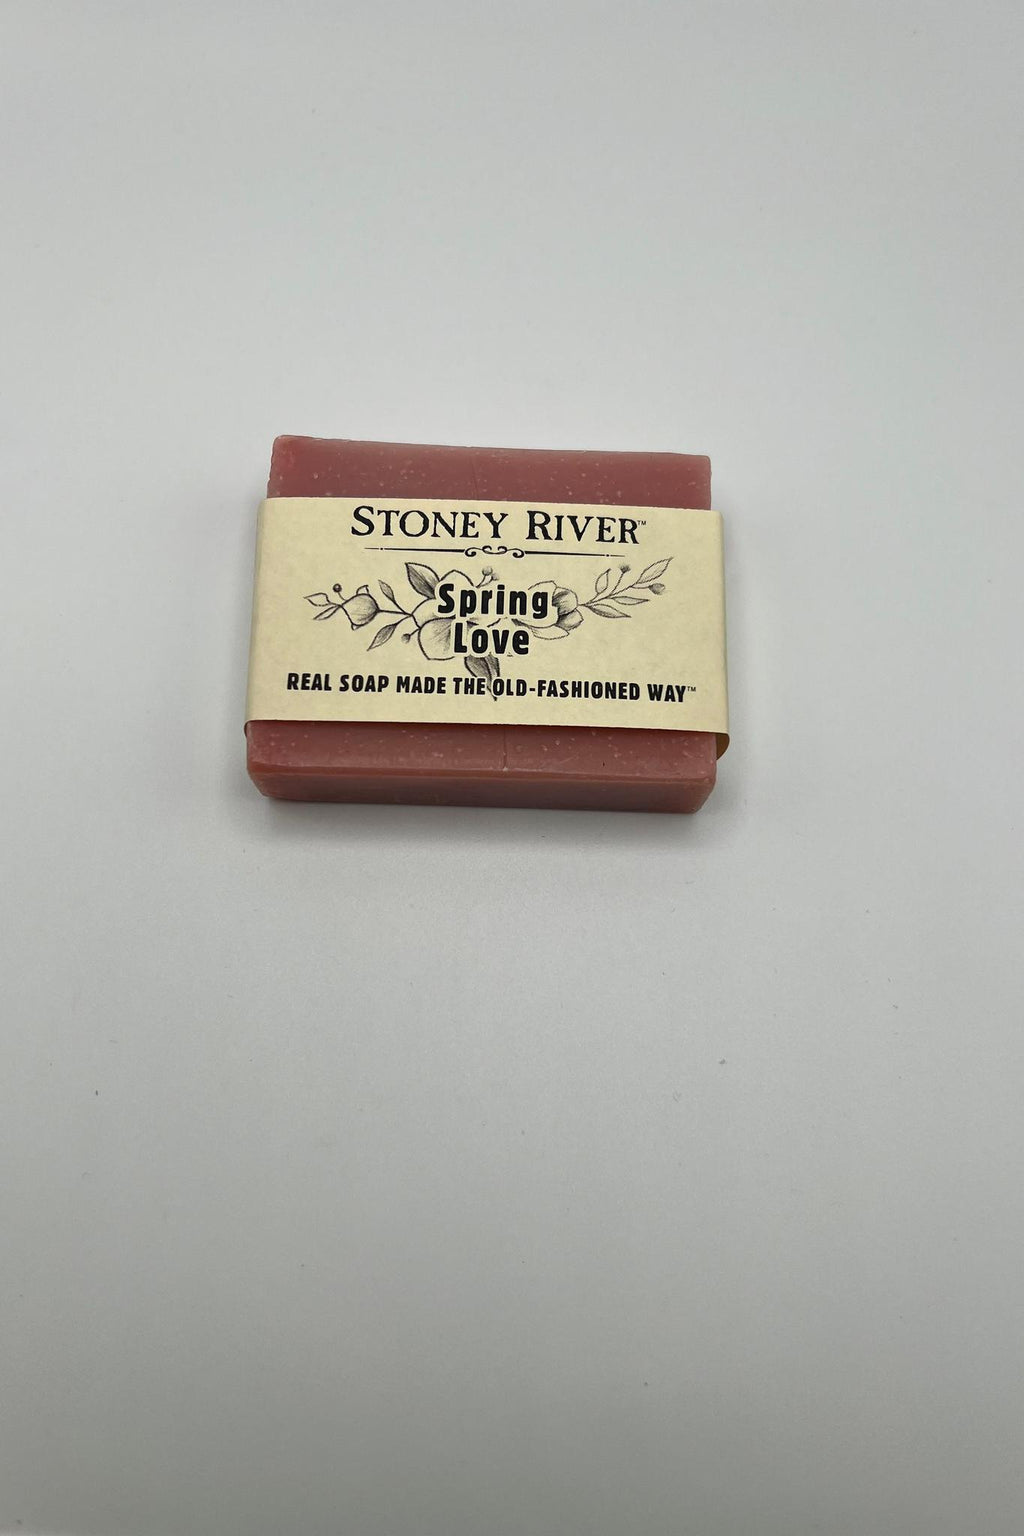 STONEY RIVER™
Spring
Love
REAL SOAP MADE THE OLD-FASHIONED WAY™